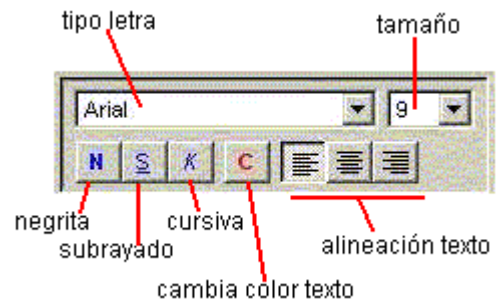 tipo letra tamaño
Arial 9
N S K C
negrita cursiva
subrayado alineación texto
cambia color texto